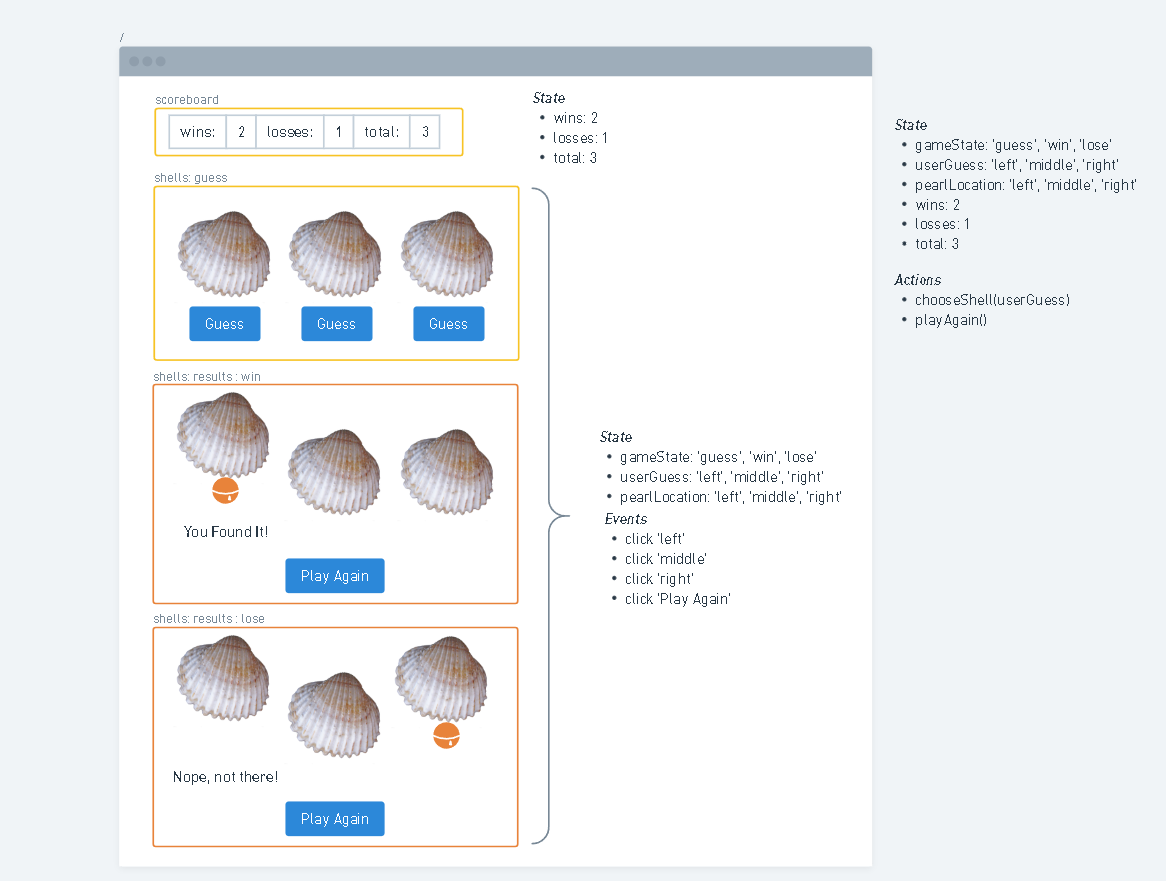 /
scoreboard
wins: 2 losses: 1 total: 3
State
• wins: 2
• losses: 1
• total: 3
shells: guess
Guess Guess Guess
shells: results : win
You Found It!
Play Again
shells: results : lose
Nope, not there!
Play Again
State
• gameState: 'guess', 'win', 'lose'
• userGuess: 'left', 'middle', 'right'
• pearlLocation: 'left', 'middle', 'right'
Events
• click 'left'
• click 'middle'
• click 'right'
• click 'Play Again'
State
• gameState: 'guess', 'win', 'lose'
• userGuess: 'left', 'middle', 'right'
• pearlLocation: 'left', 'middle', 'right'
• wins: 2
• losses: 1
• total: 3
Actions
• chooseShell(userGuess)
• playAgain()